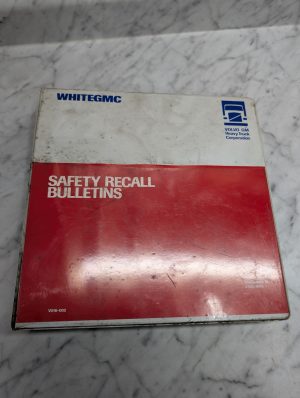 WHITEGMC
VOLVO GM
Heavy Truck
Corporation
SAFETY RECALL
BULLETINS